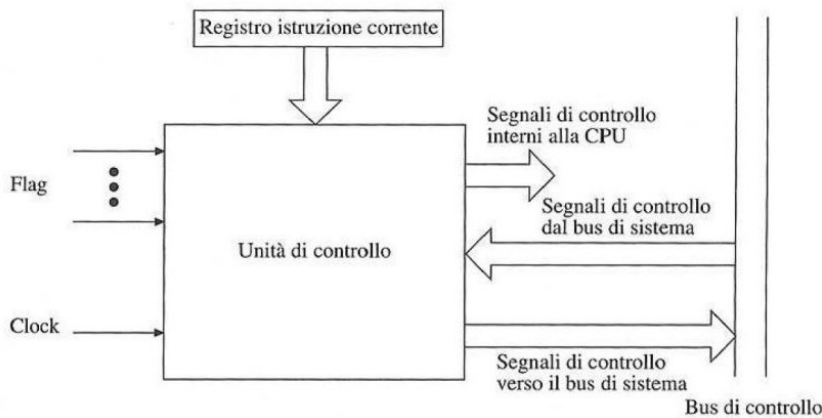 Registro istruzione corrente
Segnali di controllo
interni alla CPU
Flag
Segnali di controllo
dal bus di sistema
Unità di controllo
Clock
Segnali di controllo
verso il bus di sistema
Bus di controllo